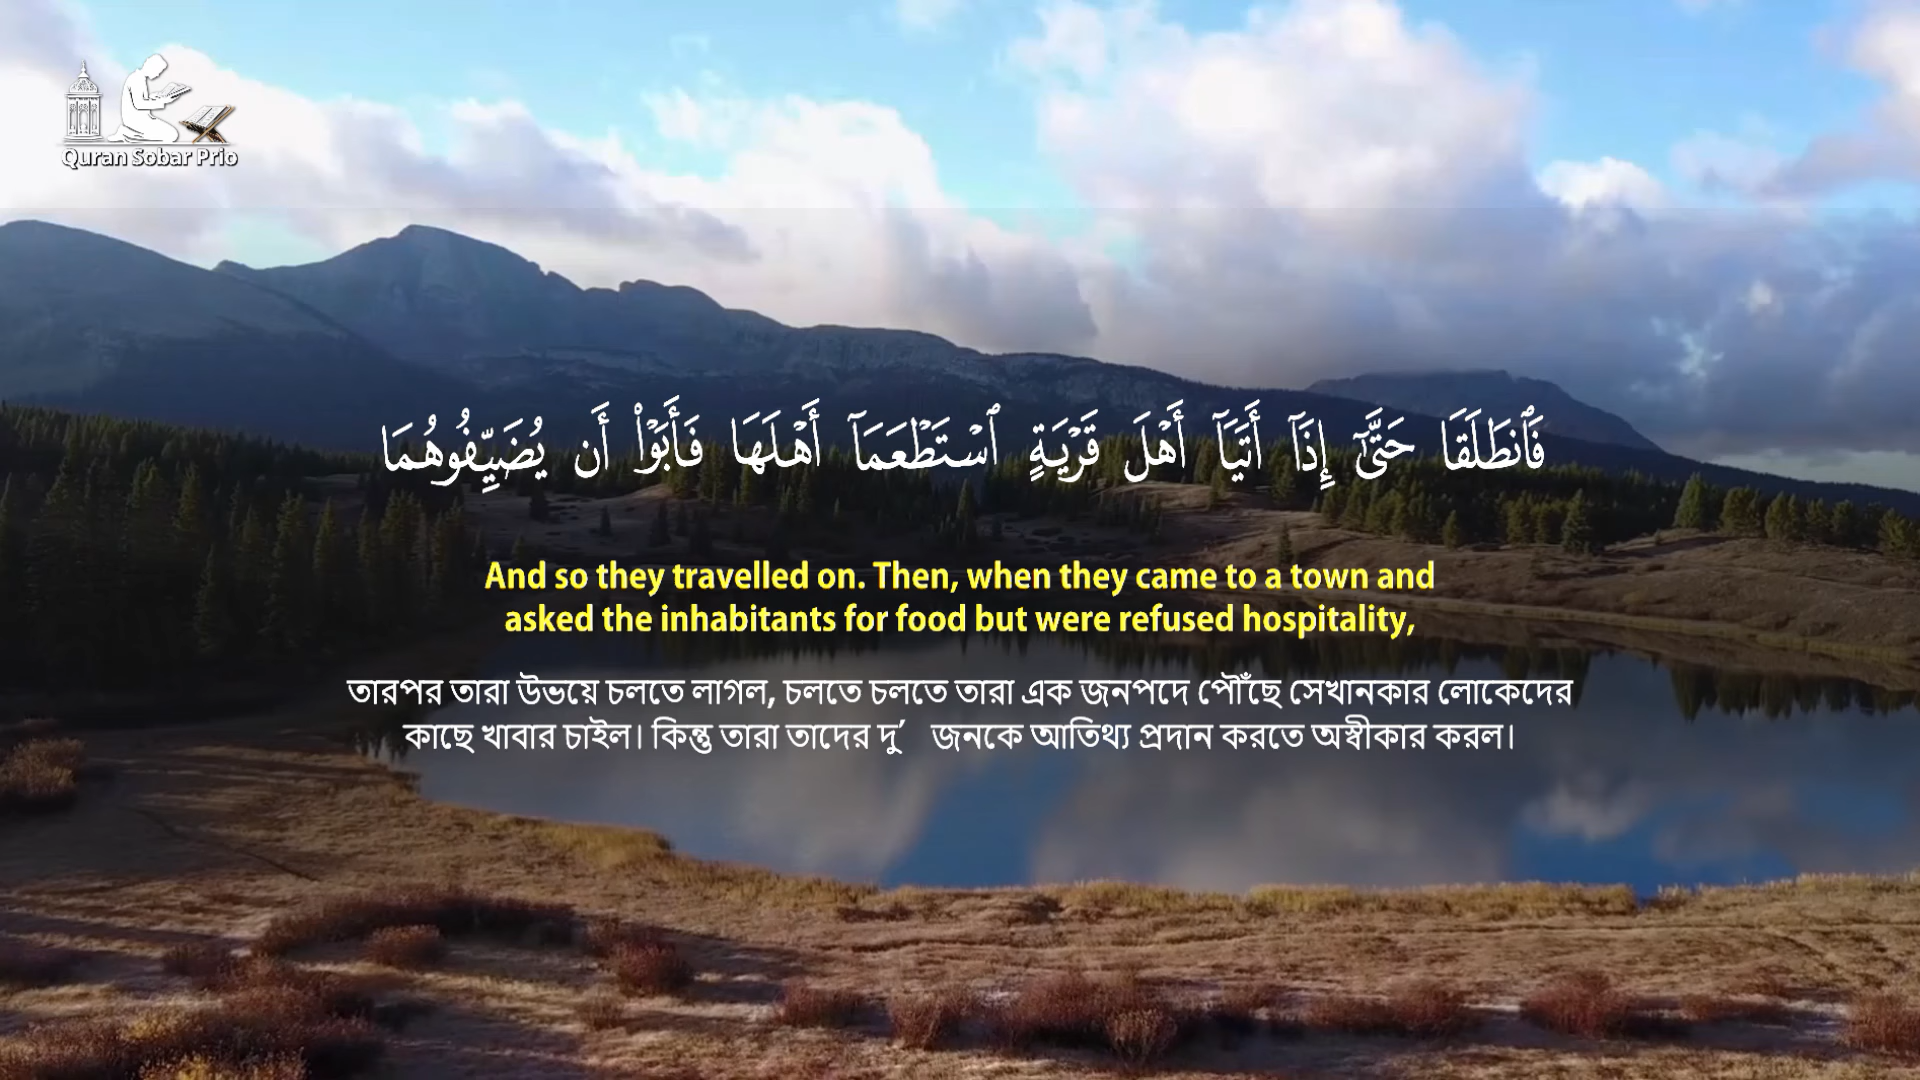 Quran Sobar Prio
فَٱنطَلَقَا حَتَّىٰٓ إِذَآ أَتَيَآ أَهْلَ قَرْيَةٍ ٱسْتَطْعَمَآ أَهْلَهَا فَأَبَوْا۟ أَن يُضَيِّفُوهُمَا
And so they travelled on. Then, when they came to a town and
asked the inhabitants for food but were refused hospitality,
তারপর তারা উভয়ে চলতে লাগল, চলতে চলতে তারা এক জনপদে পৌঁছে সেখানকার লোকেদের
কাছে খাবার চাইল। কিন্তু তারা তাদের দু’ জনকে আতিথ্য প্রদান করতে অস্বীকার করল।